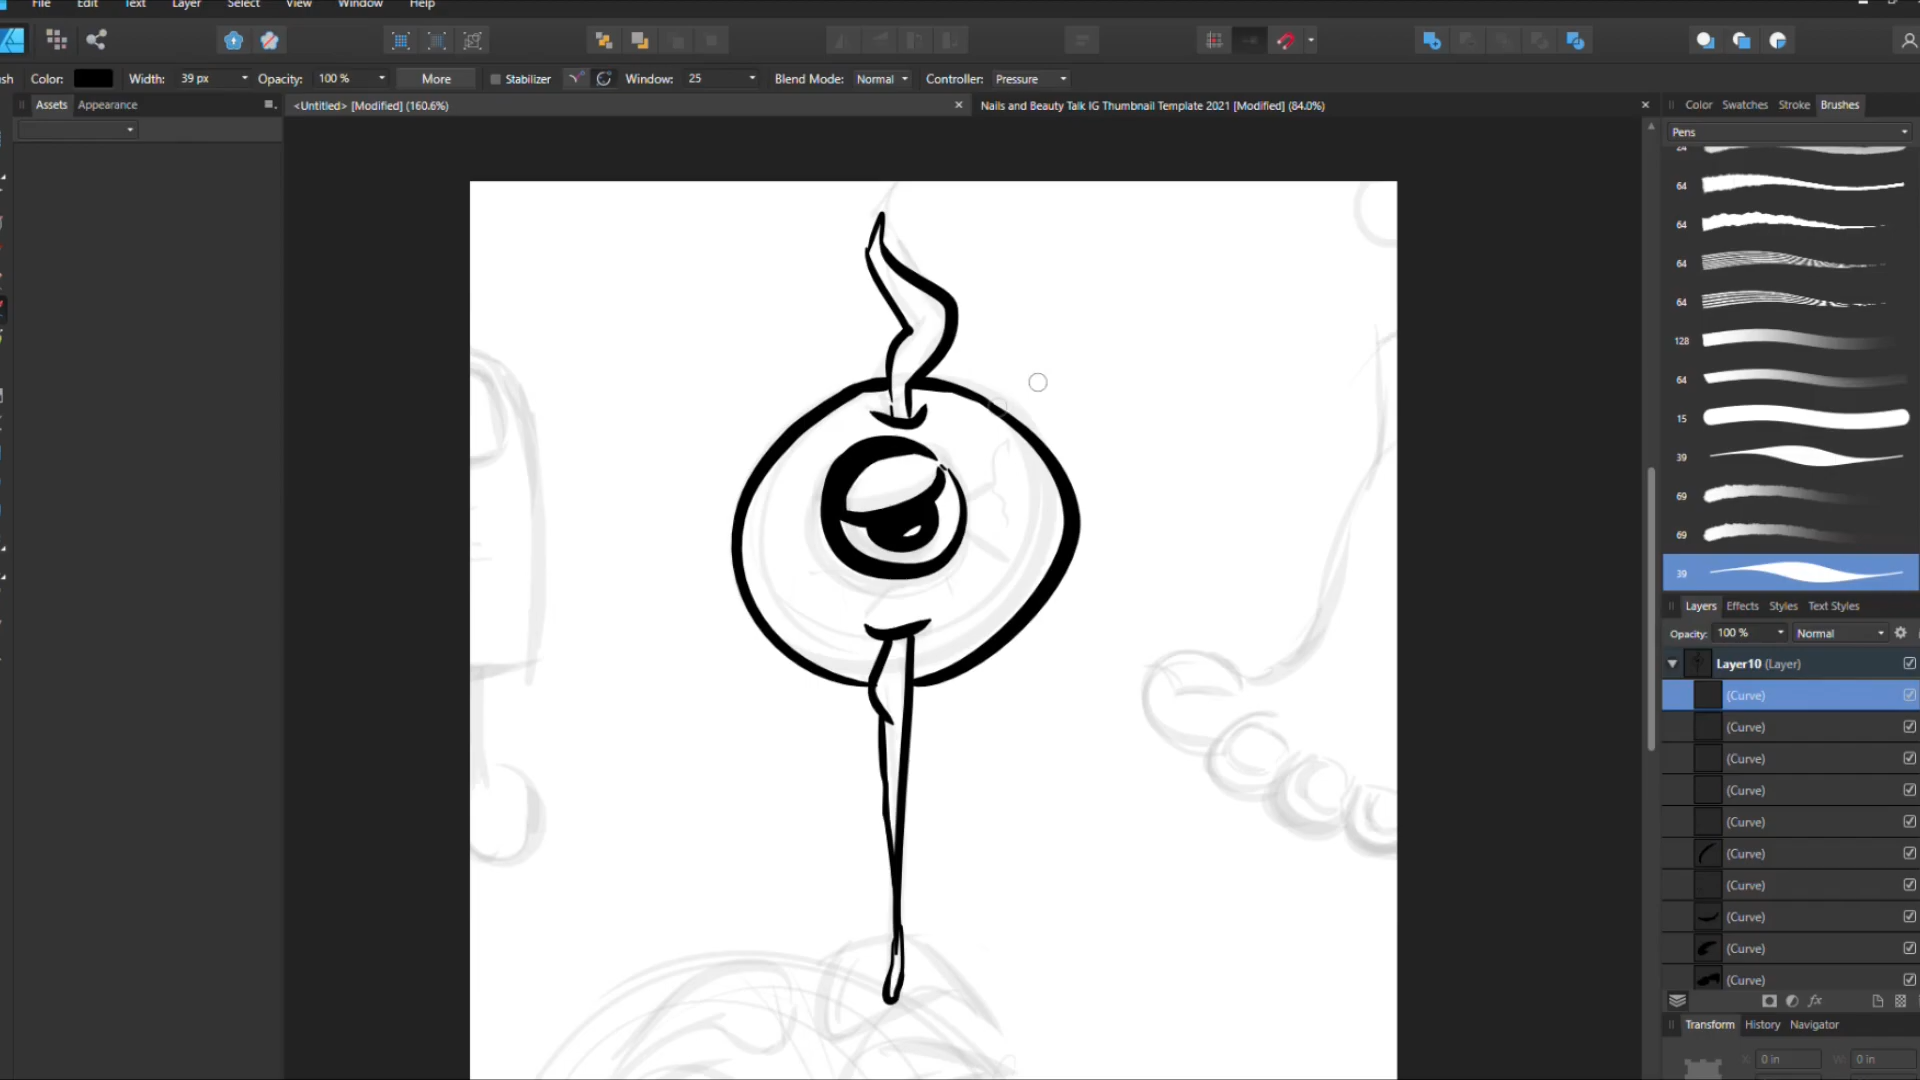 File Edit Text Layer Select View Window Help
sh Color: Width: 39 px Opacity: 100 % More Stabilizer Window: 25 Blend Mode: Normal Controller: Pressure
Assets Appearance
<Untitled> [Modified] (160.6%)
Nails and Beauty Talk IG Thumbnail Template 2021 [Modified] (84.0%)
Color Swatches Stroke Brushes
Pens
24
64
64
64
64
128
64
15
39
69
69
39
Layers Effects Styles Text Styles
Opacity: 100 % Normal
Layer10 (Layer)
(Curve)
(Curve)
(Curve)
(Curve)
(Curve)
(Curve)
(Curve)
(Curve)
(Curve)
(Curve)
fx
Transform History Navigator
X: 0 in W: 0 in